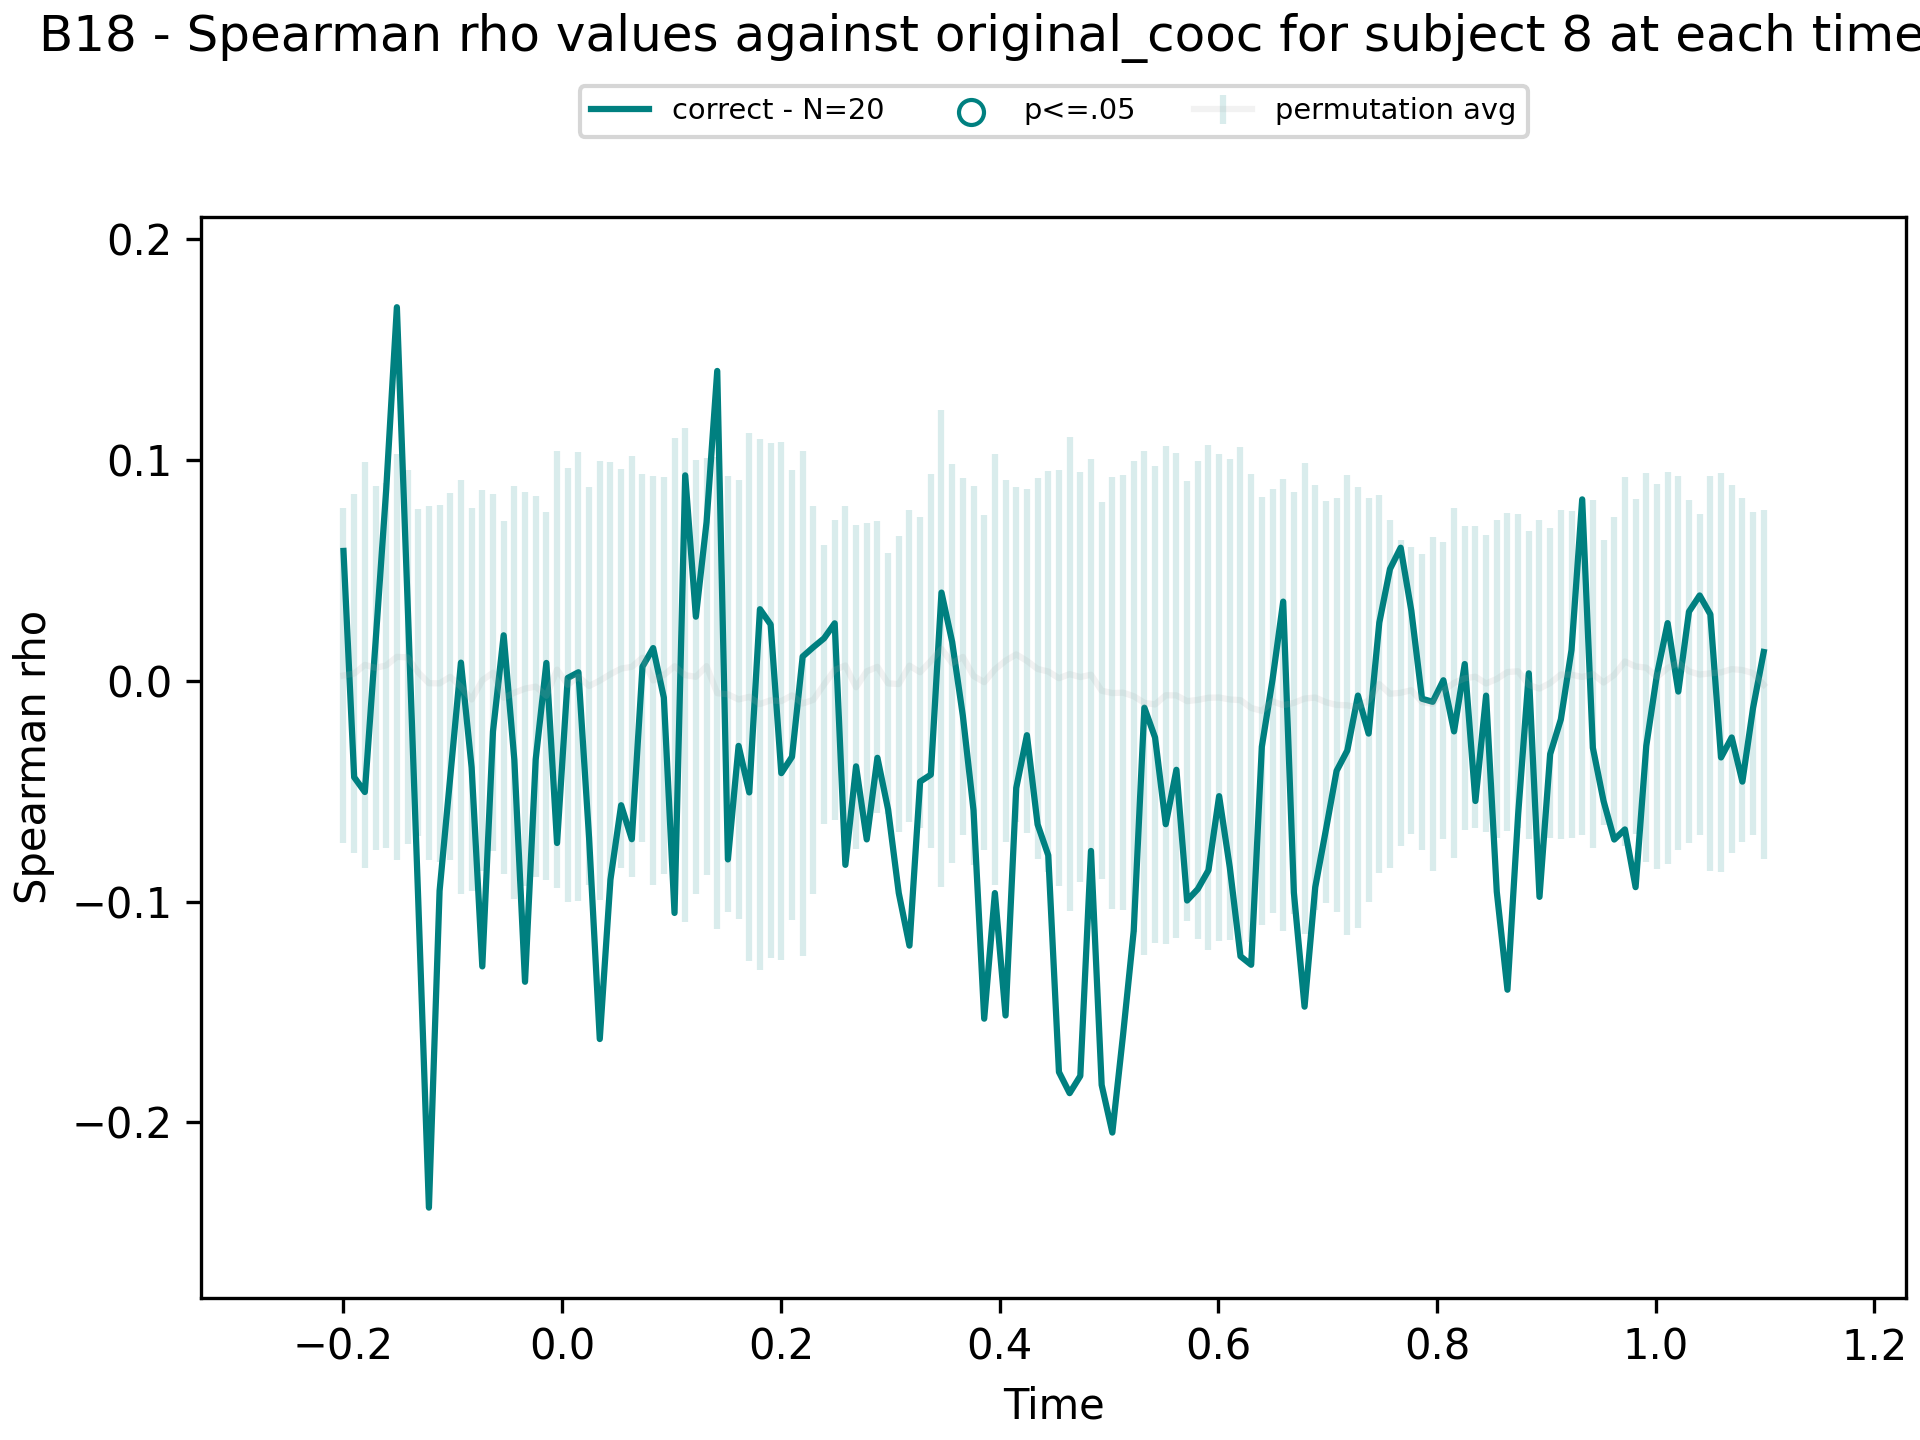 B18 - Spearman rho values against original_cooc for subject 8 at each time
correct - N=20 p<=.05 permutation avg
0.2
0.1
0.0
−0.1
−0.2
Spearman rho
−0.2 0.0 0.2 0.4 0.6 0.8 1.0 1.2
Time